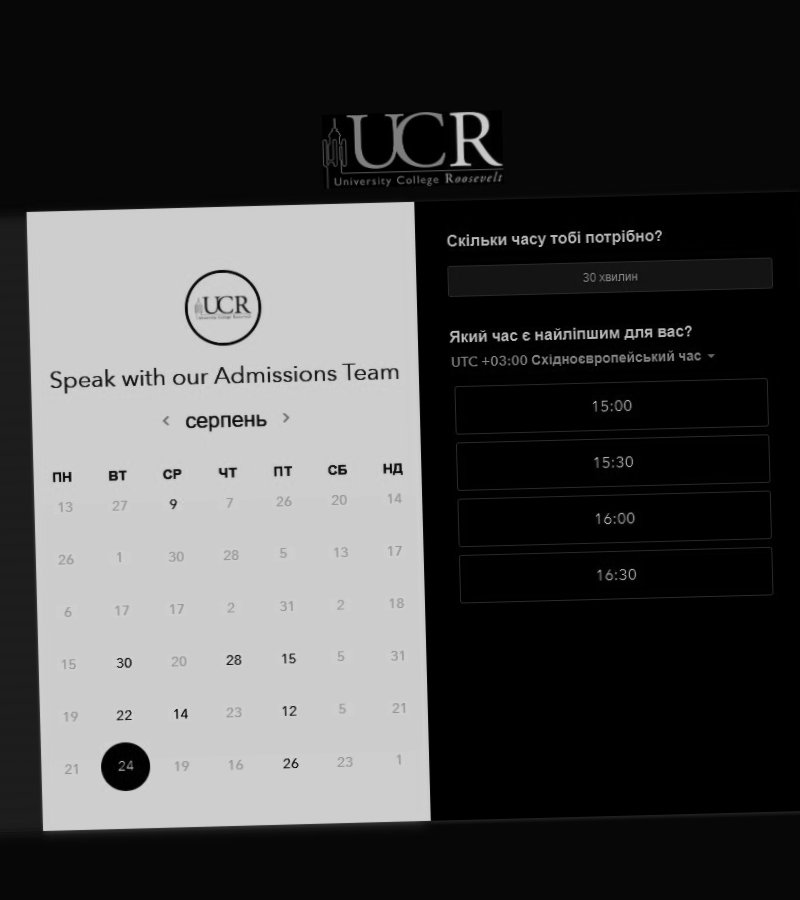 UCR
University College Roosevelt
UCR
University College Roosevelt
Speak with our Admissions Team
серпень
ПН ВТ СР ЧТ ПТ СБ НД
13 27 9 7 26 20 14
26 1 30 28 5 13 17
6 17 17 2 31 2 18
15 30 20 28 15 5 31
19 22 14 23 12 5 21
21 24 19 16 26 23 1
Скільки часу тобі потрібно?
30 хвилин
Який час є найліпшим для вас?
UTC +03:00 Східноєвропейський час
15:00
15:30
16:00
16:30